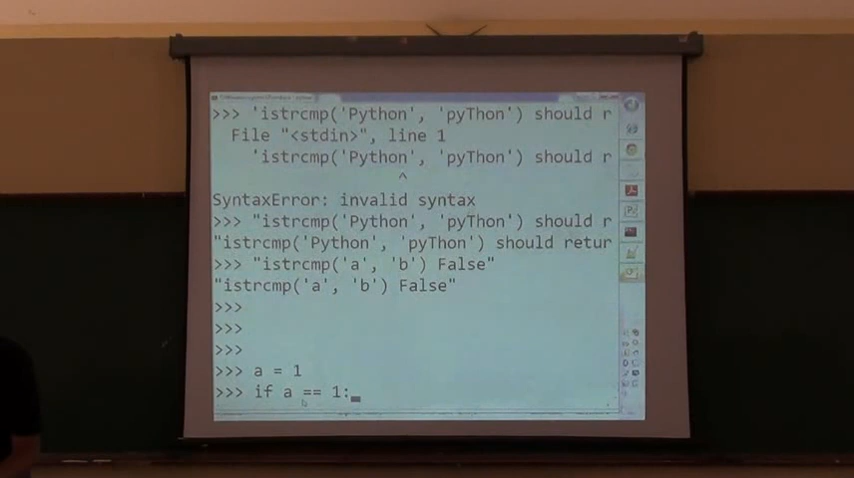 >>> 'istrcmp('Python', 'pyThon') should r
File "<stdin>", line 1
'istrcmp('Python', 'pyThon') should r
^
SyntaxError: invalid syntax
>>> "istrcmp('Python', 'pyThon') should r
"istrcmp('Python', 'pyThon') should retur
>>> "istrcmp('a', 'b') False"
"istrcmp('a', 'b') False"
>>>
>>>
>>>
>>> a = 1
>>> if a == 1: